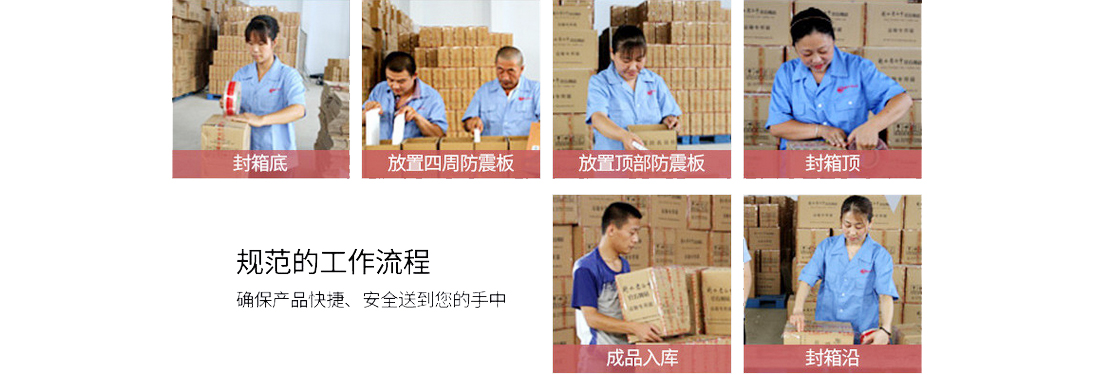 封箱底
放置四周防震板
放置顶部防震板
封箱顶
规范的工作流程
确保产品快捷、安全送到您的手中
成品入库
封箱沿